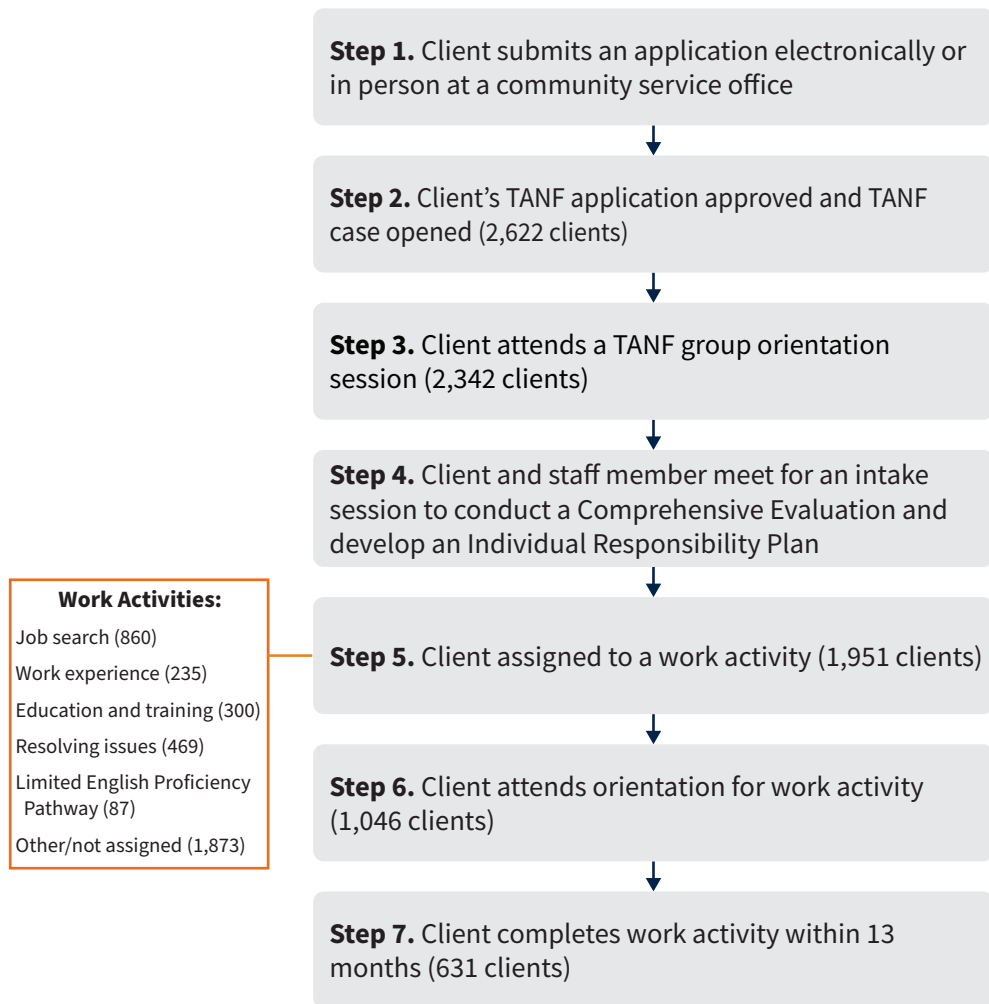 Step 1. Client submits an application electronically or
in person at a community service office
Step 2. Client’s TANF application approved and TANF
case opened (2,622 clients)
Step 3. Client attends a TANF group orientation
session (2,342 clients)
Step 4. Client and staff member meet for an intake
session to conduct a Comprehensive Evaluation and
develop an Individual Responsibility Plan
Work Activities:
Job search (860)
Work experience (235)
Education and training (300)
Resolving issues (469)
Limited English Proficiency
Pathway (87)
Other/not assigned (1,873)
Step 5. Client assigned to a work activity (1,951 clients)
Step 6. Client attends orientation for work activity
(1,046 clients)
Step 7. Client completes work activity within 13
months (631 clients)